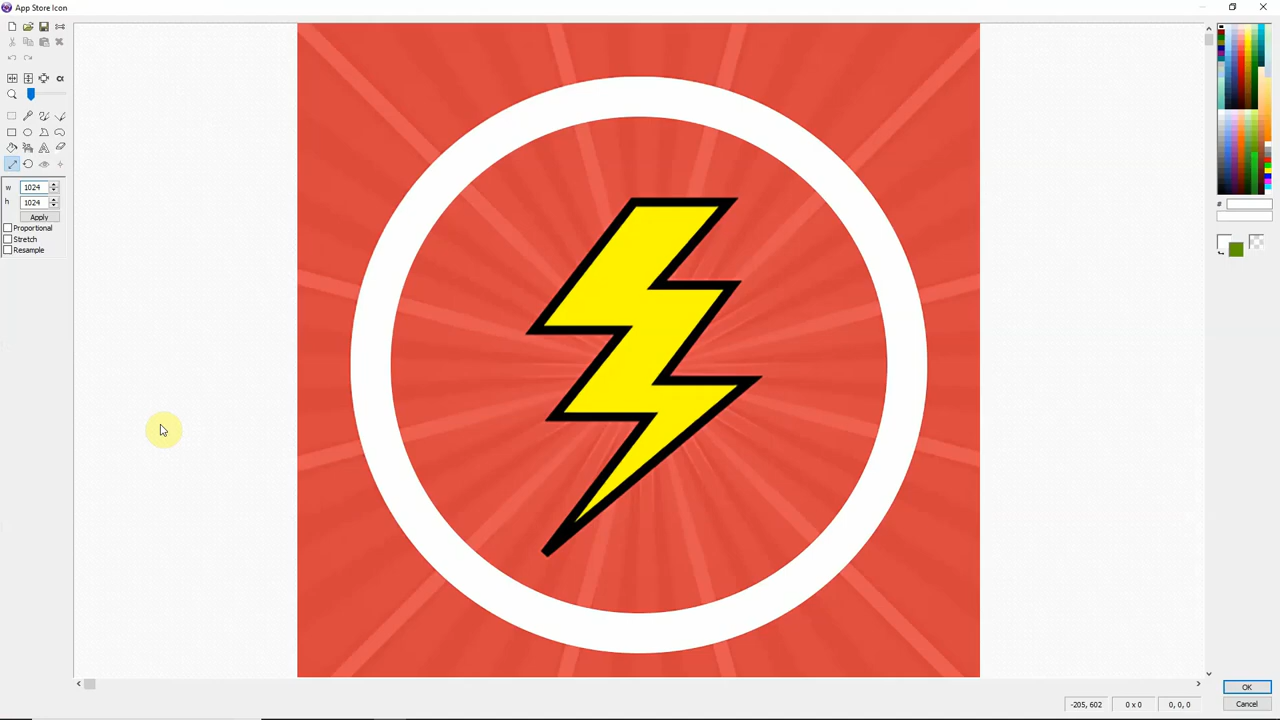 App Store Icon
w 1024
h 1024
Apply
Proportional
Stretch
Resample
#
OK
Cancel
-205, 602 0 x 0 0, 0, 0